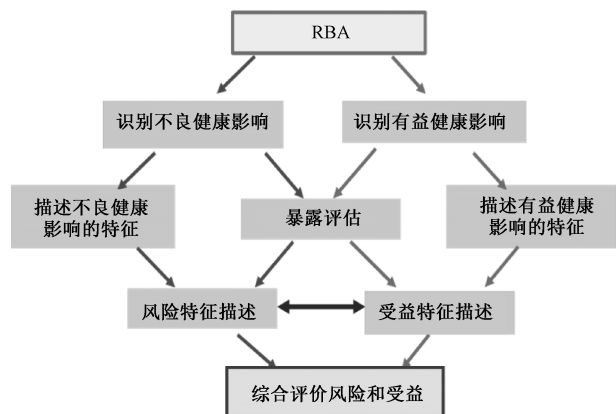 RBA
识别不良健康影响
识别有益健康影响
描述不良健康
影响的特征
暴露评估
描述有益健康
影响的特征
风险特征描述
受益特征描述
综合评价风险和受益